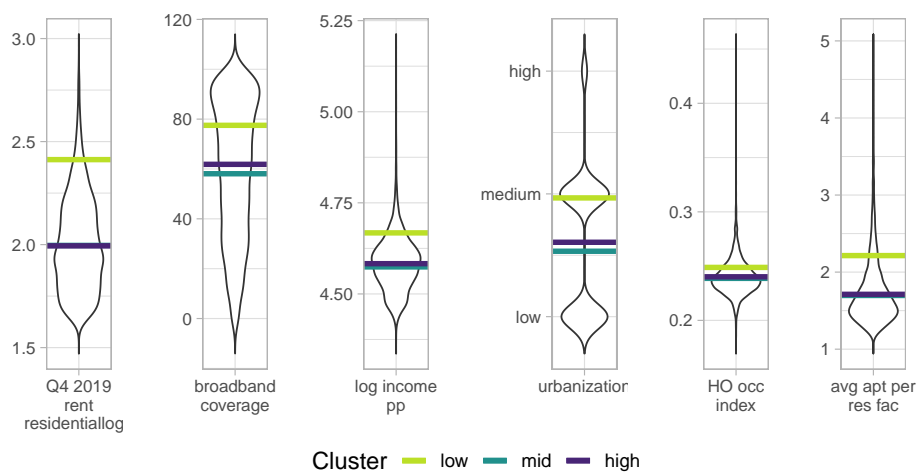 3.0
2.5
2.0
1.5
Q4 2019
rent
residentiallog
120
80
40
0
broadband
coverage
5.25
5.00
4.75
4.50
log income
pp
high
medium
low
urbanization
0.4
0.3
0.2
HO occ
index
5
4
3
2
1
avg apt per
res fac
Cluster low mid high